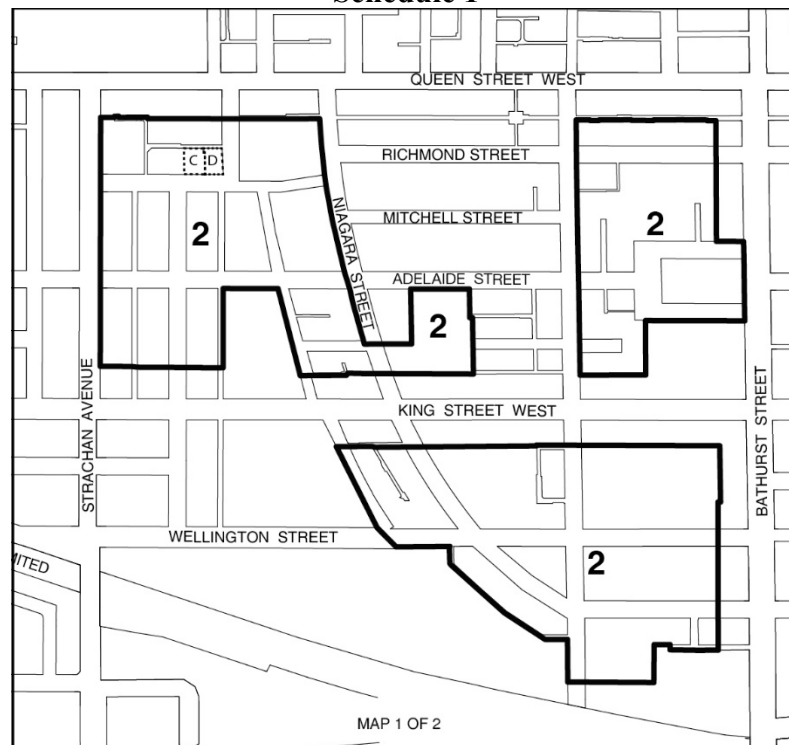 Schedule 1
QUEEN STREET WEST
RICHMOND STREET
C D
MITCHELL STREET
2
2
NIAGARA STREET
ADELAIDE STREET
2
STRACHAN AVENUE
KING STREET WEST
BATHURST STREET
WELLINGTON STREET
2
MITED
MAP 1 OF 2